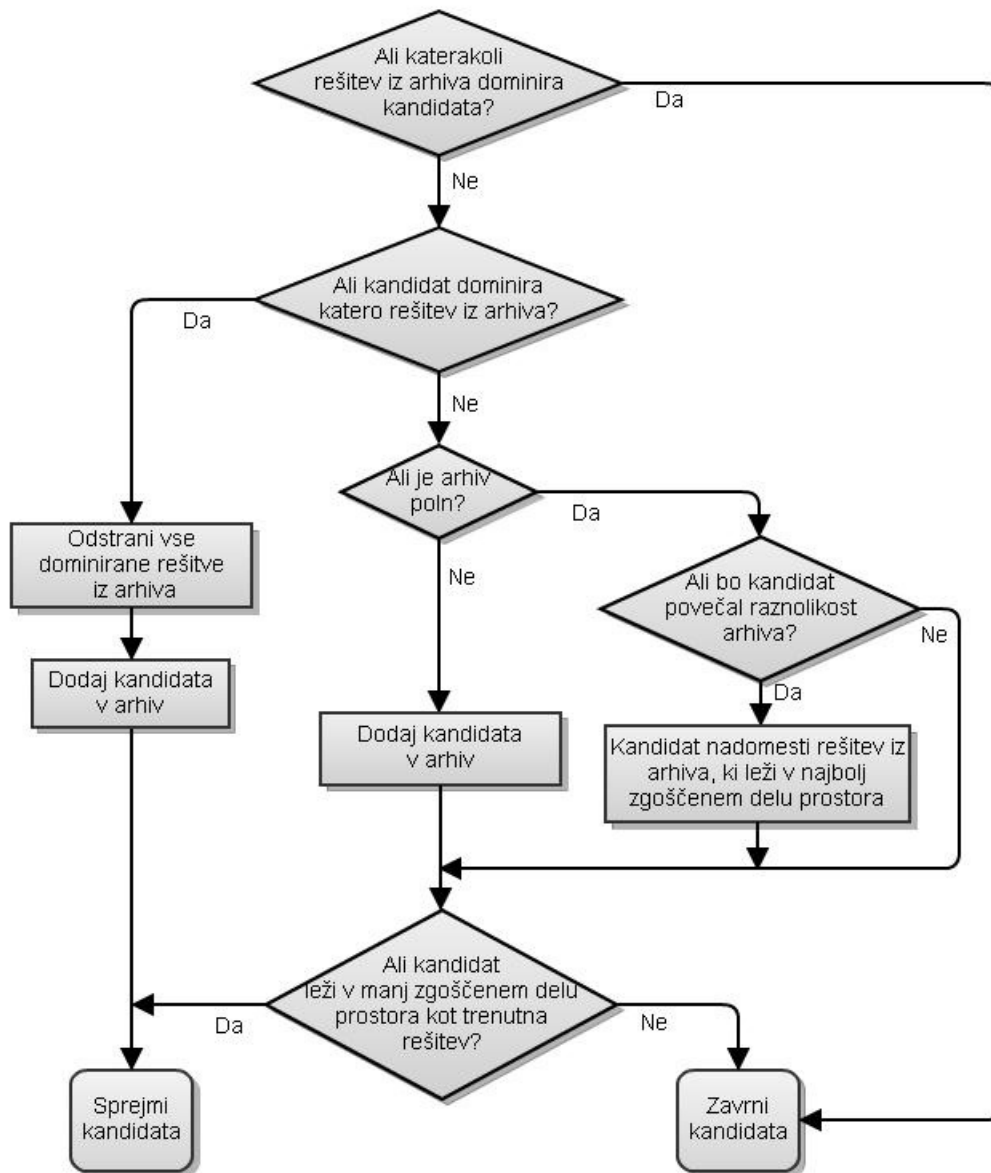 Ali katerakoli
rešitev iz arhiva dominira
kandidata?
Da
Ne
Ali kandidat dominira
katero rešitev iz arhiva?
Da
Ne
Ali je arhiv
poln?
Da
Ne
Odstrani vse
dominirane rešitve
iz arhiva
Ali bo kandidat
povečal raznolikost
arhiva?
Ne
Da
Dodaj kandidata
v arhiv
Dodaj kandidata
v arhiv
Kandidat nadomesti rešitev iz
arhiva, ki leži v najbolj
zgoščenem delu prostora
Ali kandidat
leži v manj zgoščenem delu
prostora kot trenutna
rešitev?
Da
Ne
Sprejmi
kandidata
Zavrni
kandidata